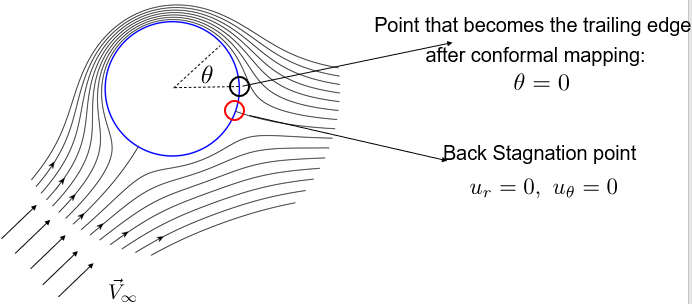 Point that becomes the trailing edge
after conformal mapping:
θ = 0
θ
Back Stagnation point
u_r = 0, u_θ = 0
V⃗_∞